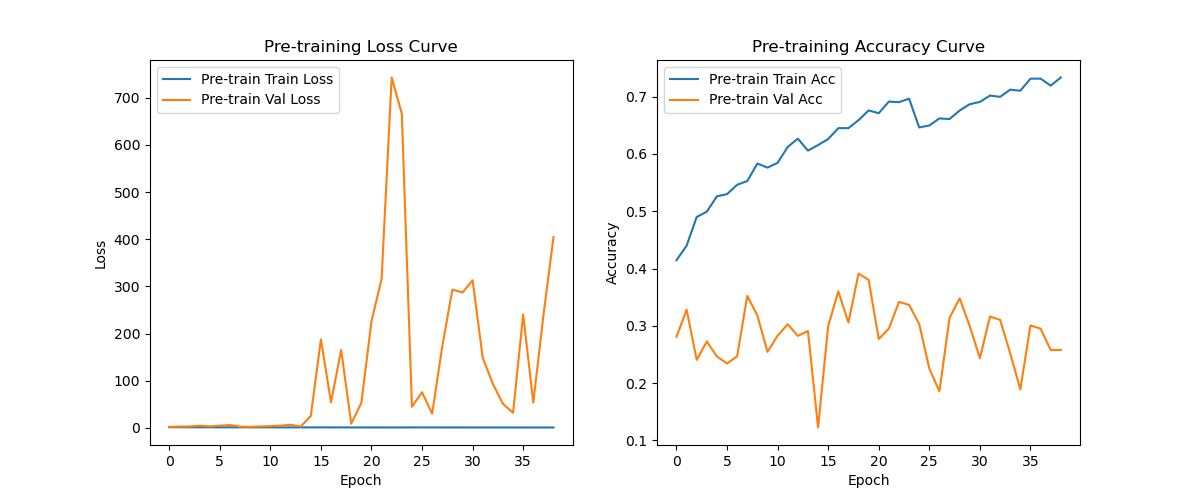 Pre-training Loss Curve
Pre-train Train Loss
Pre-train Val Loss
700
600
500
400
300
200
100
0
Loss
0 5 10 15 20 25 30 35
Epoch
Pre-training Accuracy Curve
Pre-train Train Acc
Pre-train Val Acc
0.7
0.6
0.5
0.4
0.3
0.2
0.1
Accuracy
0 5 10 15 20 25 30 35
Epoch